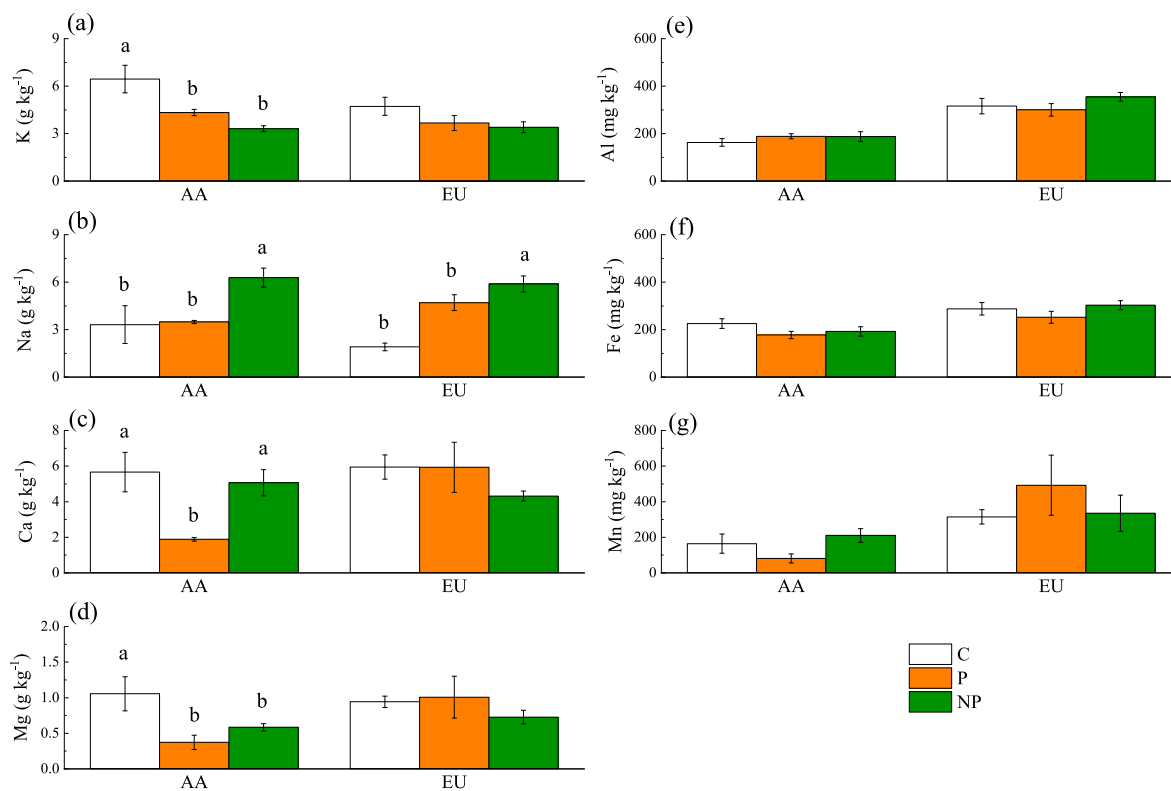 (a)
a
b
b
K (g kg⁻¹)
9
6
3
0
AA
EU
(b)
b
b
a
b
b
a
Na (g kg⁻¹)
9
6
3
0
AA
EU
(c)
a
b
a
Ca (g kg⁻¹)
8
6
4
2
0
AA
EU
(d)
a
b
b
Mg (g kg⁻¹)
2.0
1.5
1.0
0.5
0.0
AA
EU
(e)
Al (mg kg⁻¹)
600
400
200
0
AA
EU
(f)
Fe (mg kg⁻¹)
600
400
200
0
AA
EU
(g)
Mn (mg kg⁻¹)
800
600
400
200
0
AA
EU
C
P
NP